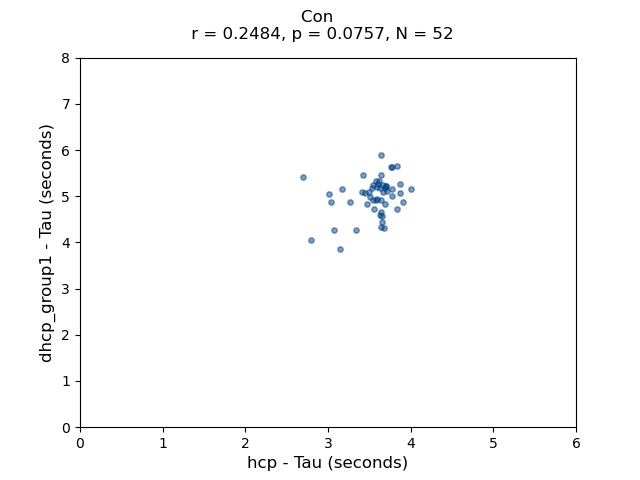 Con
r = 0.2484, p = 0.0757, N = 52
8
7
6
5
4
3
2
1
0
dhcp_group1 - Tau (seconds)
0 1 2 3 4 5 6
hcp - Tau (seconds)